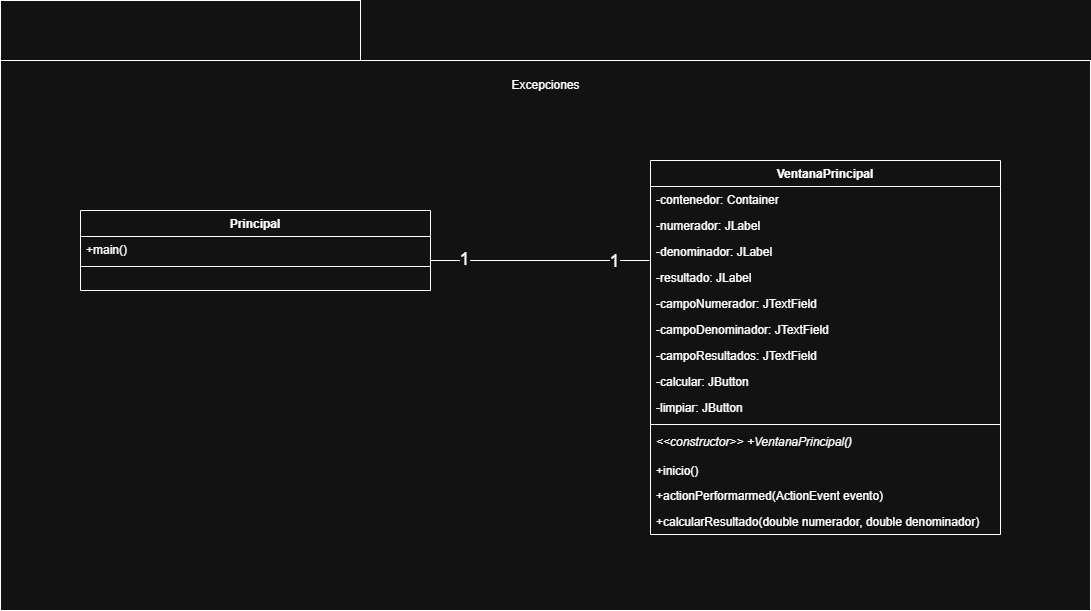 Excepciones
Principal
+main()
1
1
VentanaPrincipal
-contenedor: Container
-numerador: JLabel
-denominador: JLabel
-resultado: JLabel
-campoNumerador: JTextField
-campoDenominador: JTextField
-campoResultados: JTextField
-calcular: JButton
-limpiar: JButton
<<constructor>> +VentanaPrincipal()
+inicio()
+actionPerformarmed(ActionEvent evento)
+calcularResultado(double numerador, double denominador)